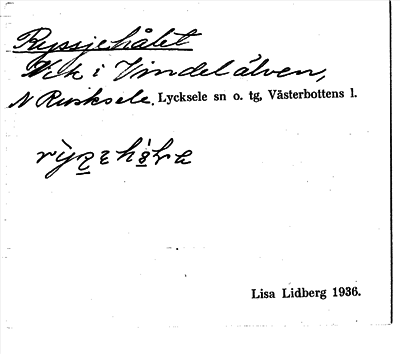 Ryssjehålet
Vik i Vindelälven,
N Rusksele. Lycksele sn o. tg, Västerbottens l.
Lisa Lidberg 1936.